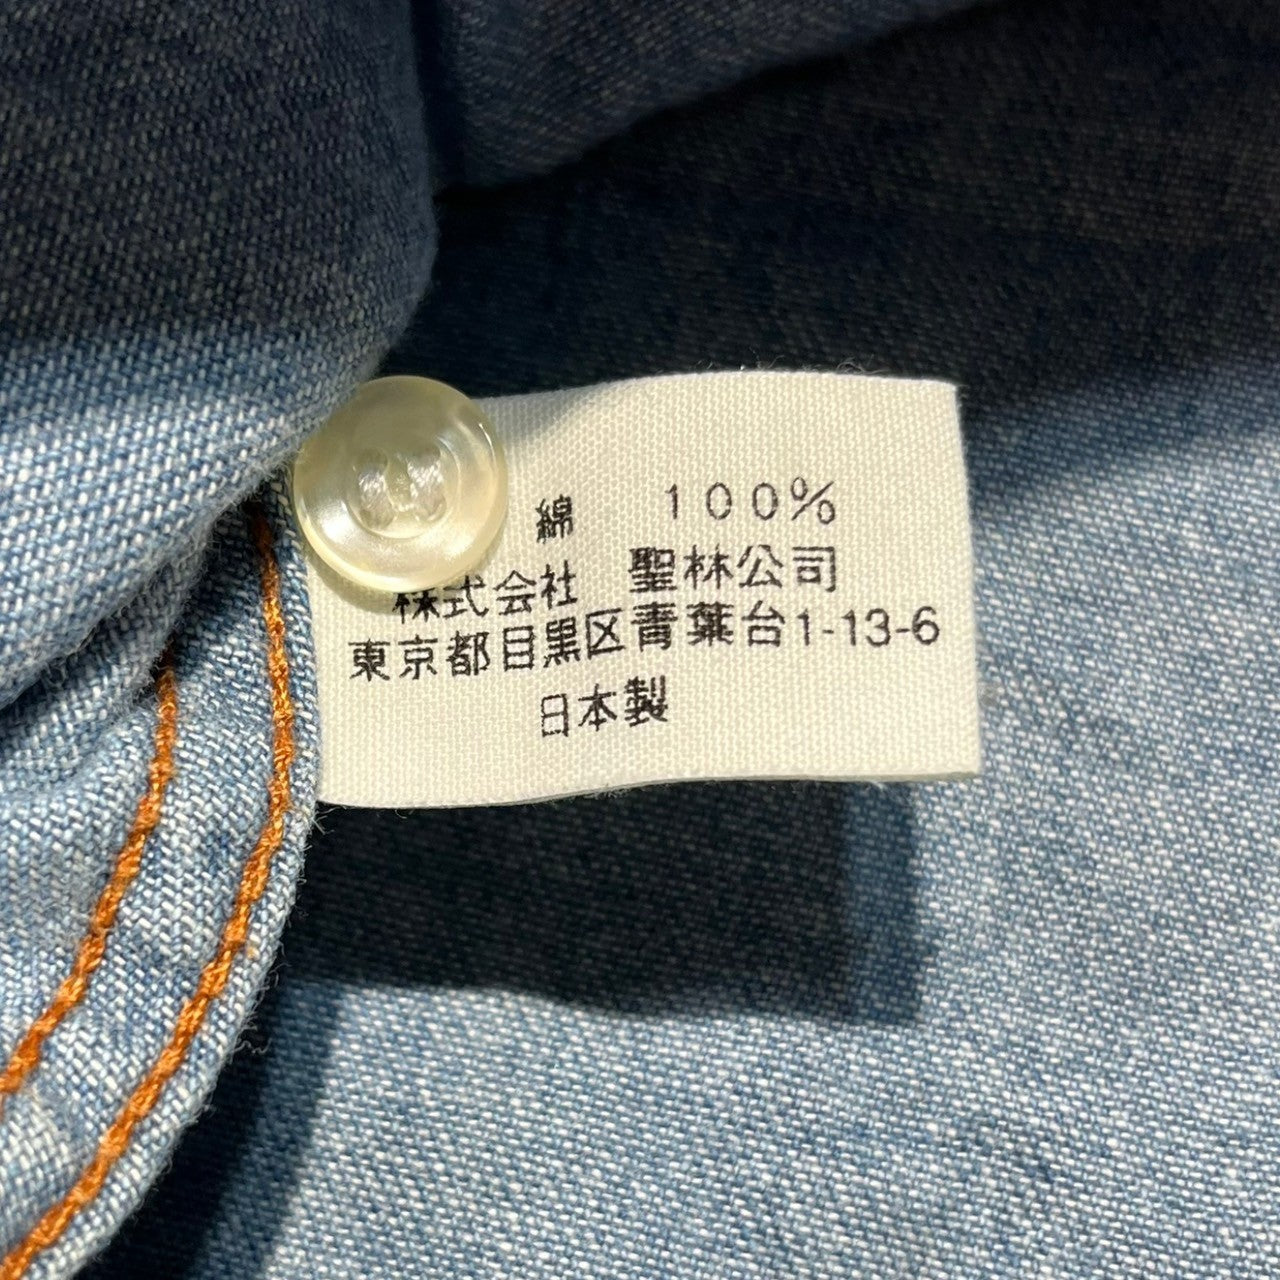 綿 100%
株式会社 聖林公司
東京都目黒区青葉台1-13-6
日本製